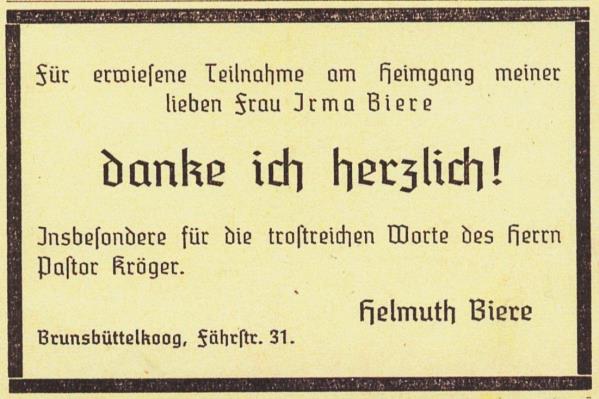 Für erwieſene Teilnahme am Heimgang meiner
lieben Frau Irma Biere
danke ich herzlich!
Insbeſondere für die troſtreichen Worte des Herrn
Paſtor Kröger.
Helmuth Biere
Brunsbüttelkoog, Fährſtr. 31.